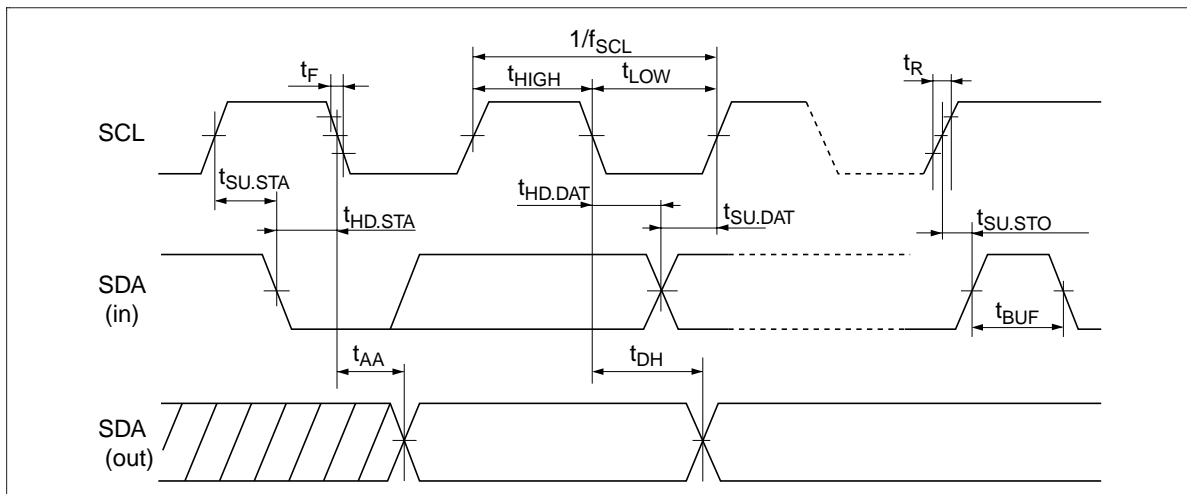 1/fSCL
tF
tHIGH
tLOW
tR
SCL
tSU.STA
tHD.DAT
tHD.STA
tSU.DAT
tSU.STO
SDA
(in)
tBUF
tAA
tDH
SDA
(out)